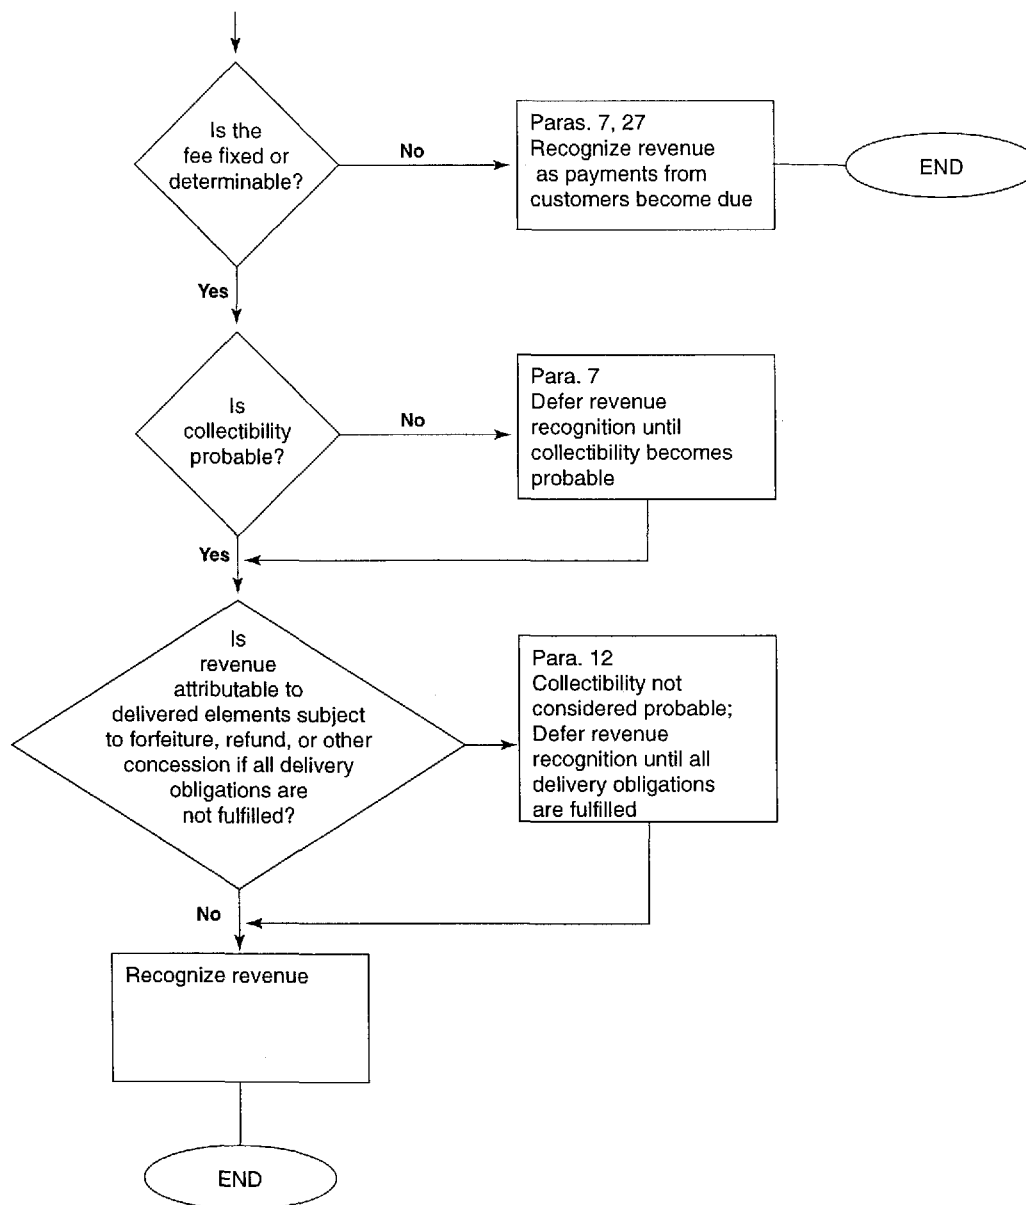 Is the
fee fixed or
determinable?
No
Paras. 7, 27
Recognize revenue
as payments from
customers become due
END
Yes
Is
collectibility
probable?
No
Para. 7
Defer revenue
recognition until
collectibility becomes
probable
Yes
Is
revenue
attributable to
delivered elements subject
to forfeiture, refund, or other
concession if all delivery
obligations are
not fulfilled?
Para. 12
Collectibility not
considered probable;
Defer revenue
recognition until all
delivery obligations
are fulfilled
No
Recognize revenue
END